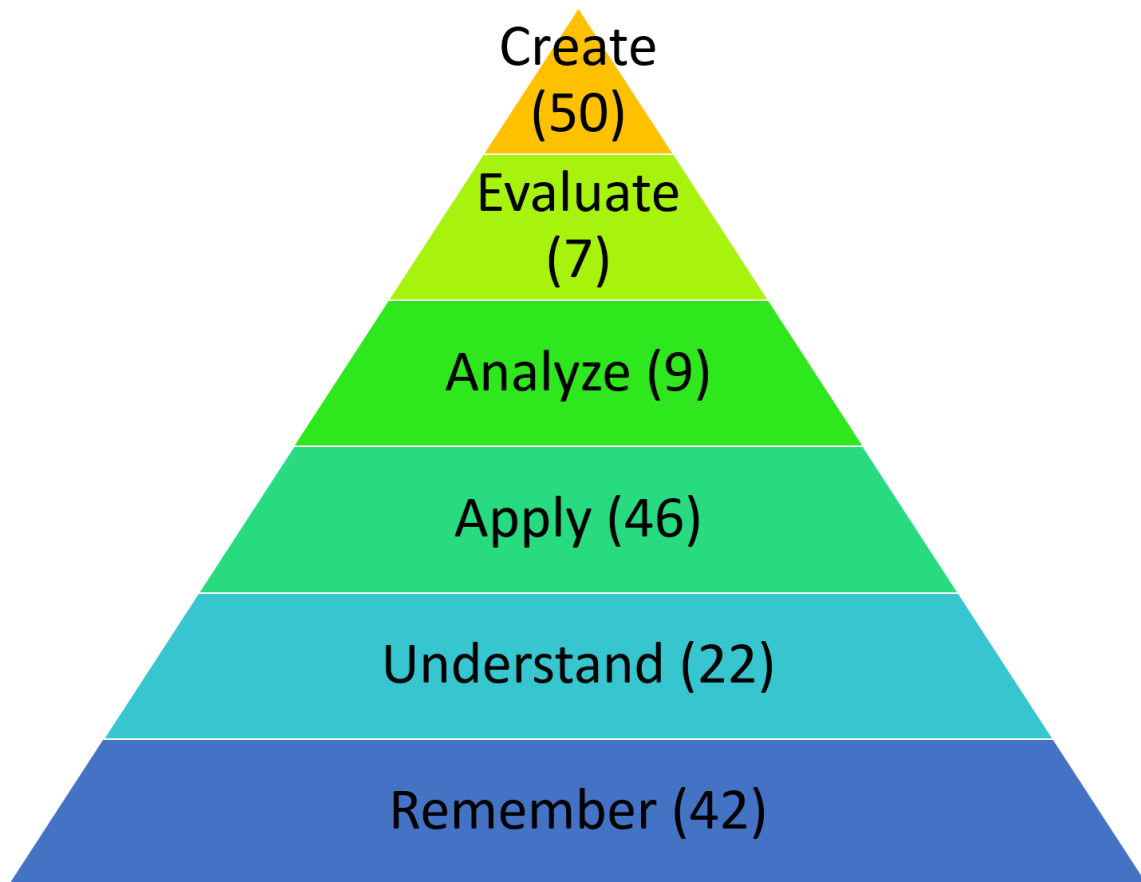 Create
(50)
Evaluate
(7)
Analyze (9)
Apply (46)
Understand (22)
Remember (42)